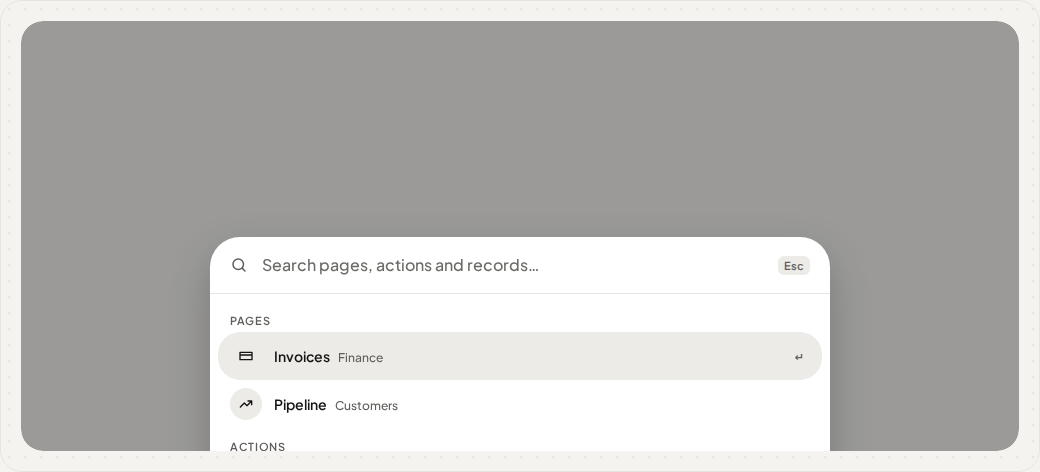 Search pages, actions and records… Esc
PAGES
Invoices Finance ↵
Pipeline Customers
ACTIONS